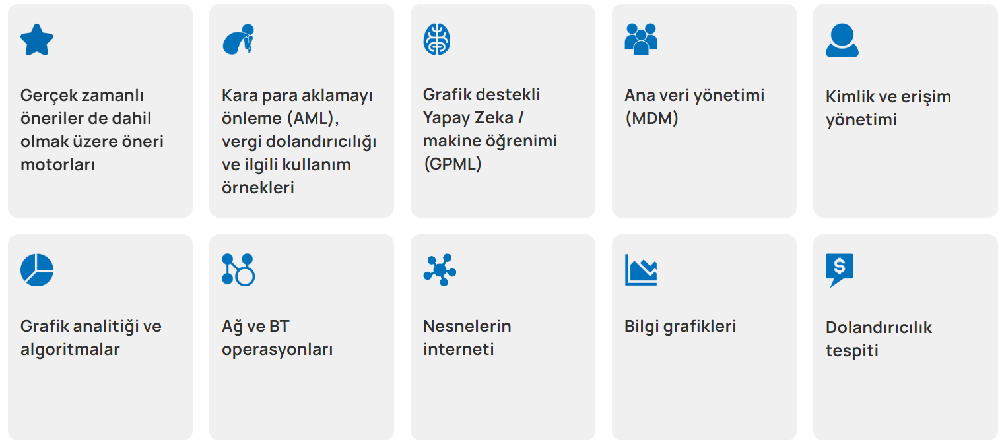 Gerçek zamanlı
öneriler de dahil
olmak üzere öneri
motorları
Kara para aklamayı
önleme (AML),
vergi dolandırıcılığı
ve ilgili kullanım
örnekleri
Grafik destekli
Yapay Zeka /
makine öğrenimi
(GPML)
Ana veri yönetimi
(MDM)
Kimlik ve erişim
yönetimi
Grafik analitiği ve
algoritmalar
Ağ ve BT
operasyonları
Nesnelerin
interneti
Bilgi grafikleri
$
Dolandırıcılık
tespiti